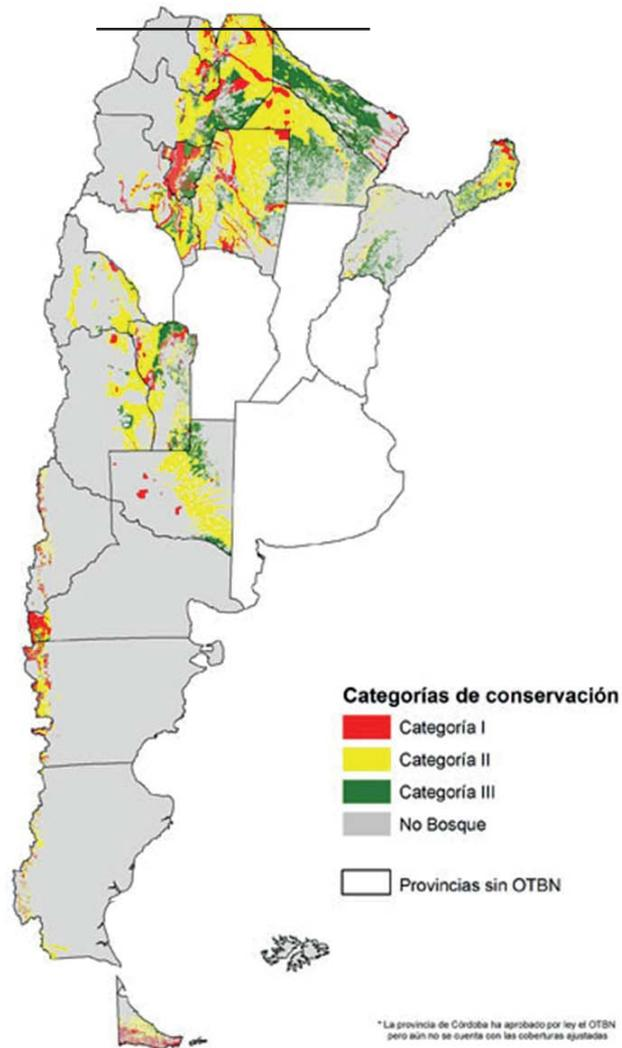 Categorías de conservación
Categoría I
Categoría II
Categoría III
No Bosque
Provincias sin OTBN
* La provincia de Córdoba ha aprobado por ley el OTBN
pero aún no se cuenta con las coberturas ajustadas